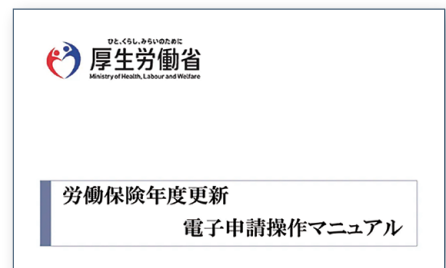 ひと、くらし、みらいのために
厚生労働省
Ministry of Health, Labour and Welfare
労働保険年度更新
電子申請操作マニュアル